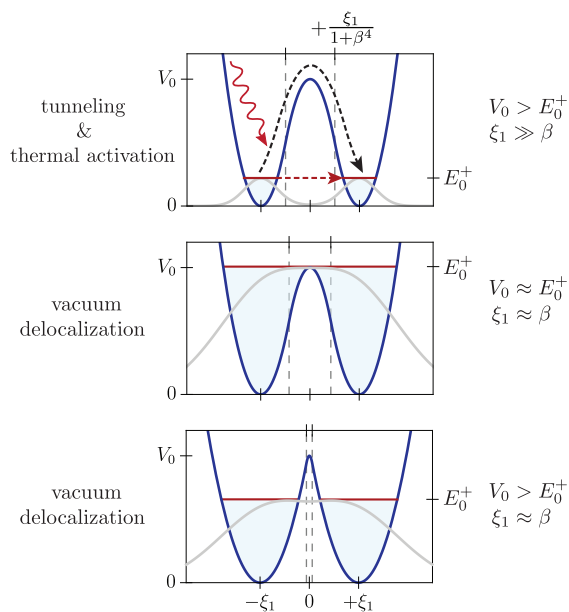 +ξ₁/(1+β⁴)
V₀
tunneling
&
thermal activation
V₀ > E₀⁺
ξ₁ ≫ β
E₀⁺
0
V₀
E₀⁺
V₀ ≈ E₀⁺
ξ₁ ≈ β
vacuum
delocalization
0
V₀
vacuum
delocalization
E₀⁺
V₀ > E₀⁺
ξ₁ ≈ β
0
−ξ₁ 0 +ξ₁